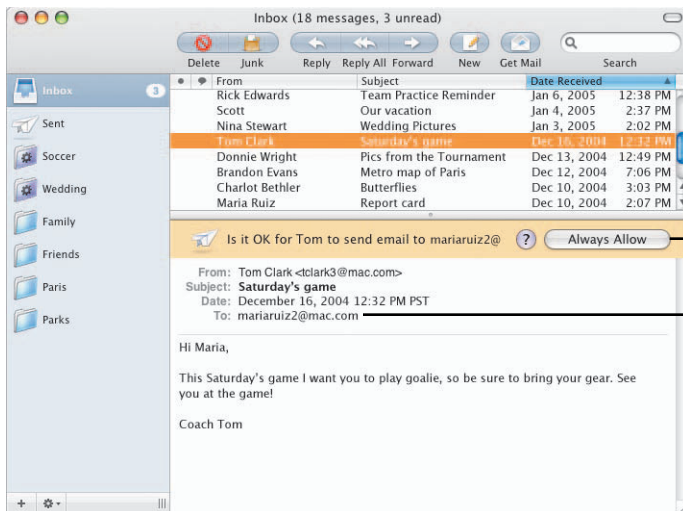 Inbox (18 messages, 3 unread)
Delete Junk Reply Reply All Forward New Get Mail Search
Inbox 3
Sent
Soccer
Wedding
Family
Friends
Paris
Parks
From Subject Date Received
Rick Edwards Team Practice Reminder Jan 6, 2005 12:38 PM
Scott Our vacation Jan 4, 2005 2:37 PM
Nina Stewart Wedding Pictures Jan 3, 2005 2:02 PM
Tom Clark Saturday's game Dec 16, 2004 12:32 PM
Donnie Wright Pics from the Tournament Dec 13, 2004 12:49 PM
Brandon Evans Metro map of Paris Dec 12, 2004 7:06 PM
Charlot Bethler Butterflies Dec 10, 2004 3:03 PM
Maria Ruiz Report card Dec 10, 2004 2:07 PM
Is it OK for Tom to send email to mariaruiz2@ ? Always Allow
From: Tom Clark <tclark3@mac.com>
Subject: Saturday's game
Date: December 16, 2004 12:32 PM PST
To: mariaruiz2@mac.com
Hi Maria,
This Saturday's game I want you to play goalie, so be sure to bring your gear. See
you at the game!
Coach Tom